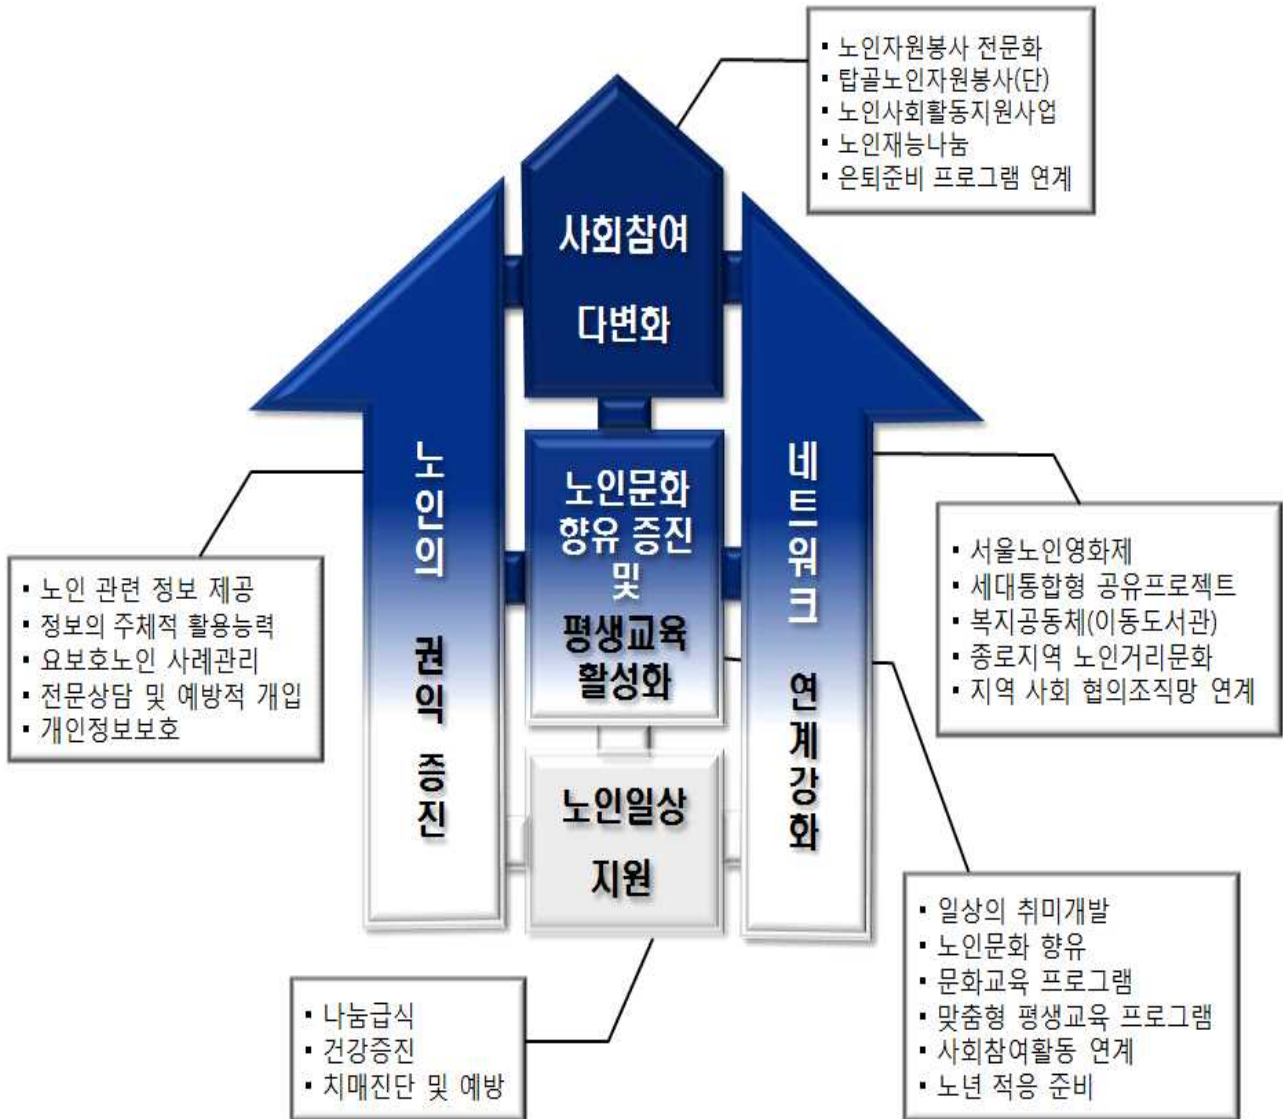 ▪ 노인자원봉사 전문화
▪ 탑골노인자원봉사(단)
▪ 노인사회활동지원사업
▪ 노인재능나눔
▪ 은퇴준비 프로그램 연계
사회참여
다변화
노인의 권익 증진
노인문화
향유 증진
및
평생교육
활성화
네트워크 연계강화
▪ 노인 관련 정보 제공
▪ 정보의 주체적 활용능력
▪ 요보호노인 사례관리
▪ 전문상담 및 예방적 개입
▪ 개인정보보호
▪ 서울노인영화제
▪ 세대통합형 공유프로젝트
▪ 복지공동체(이동도서관)
▪ 종로지역 노인거리문화
▪ 지역 사회 협의조직망 연계
노인일상
지원
▪ 나눔급식
▪ 건강증진
▪ 치매진단 및 예방
▪ 일상의 취미개발
▪ 노인문화 향유
▪ 문화교육 프로그램
▪ 맞춤형 평생교육 프로그램
▪ 사회참여활동 연계
▪ 노년 적응 준비